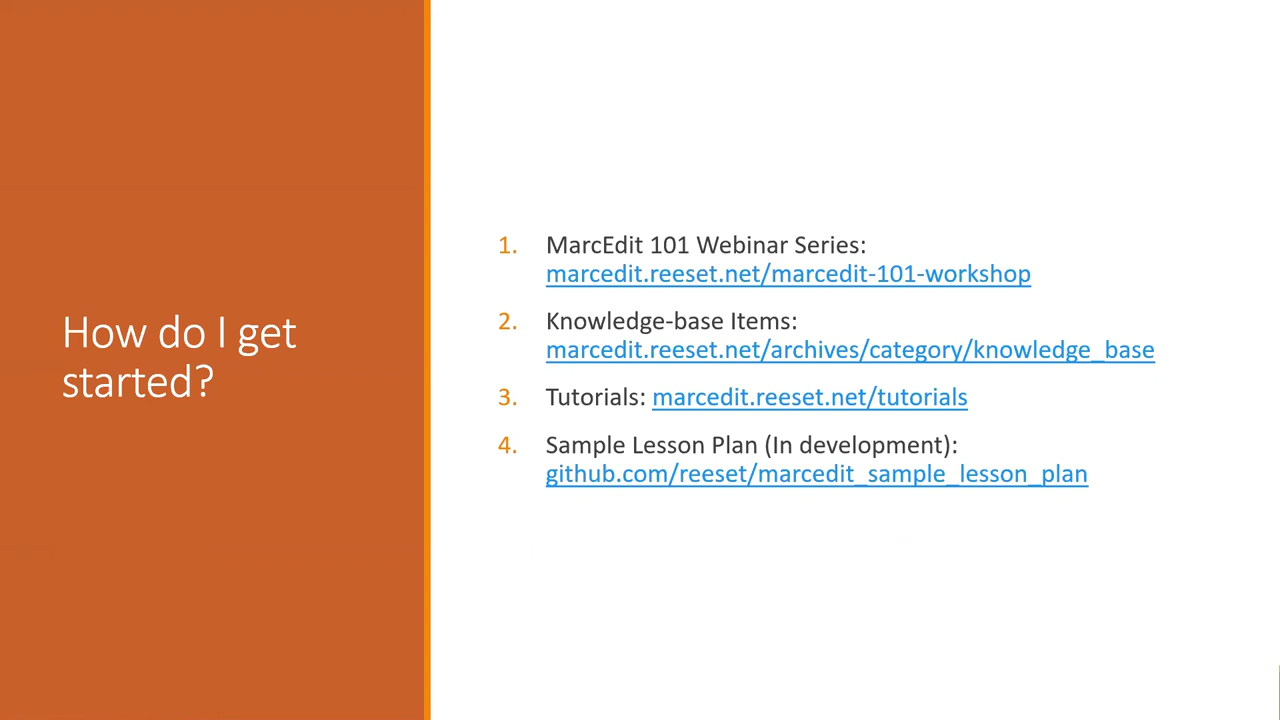 How do I get
started?
1. MarcEdit 101 Webinar Series:
marcedit.reeset.net/marcedit-101-workshop
2. Knowledge-base Items:
marcedit.reeset.net/archives/category/knowledge_base
3. Tutorials: marcedit.reeset.net/tutorials
4. Sample Lesson Plan (In development):
github.com/reeset/marcedit_sample_lesson_plan